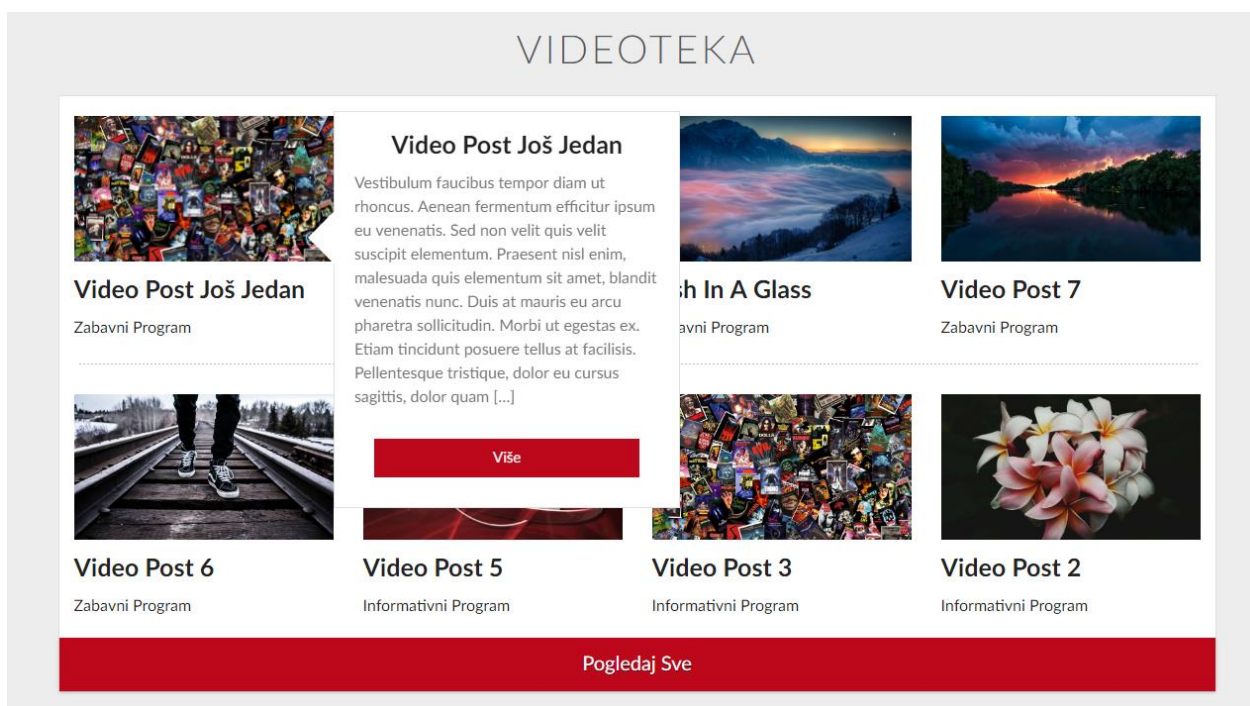 VIDEOTEKA
Video Post Još Jedan
Zabavni Program
Video Post Još Jedan
Vestibulum faucibus tempor diam ut
rhoncus. Aenean fermentum efficitur ipsum
eu venenatis. Sed non velit quis velit
suscipit elementum. Praesent nisl enim,
malesuada quis elementum sit amet, blandit
venenatis nunc. Duis at mauris eu arcu
pharetra sollicitudin. Morbi ut egestas ex.
Etiam tincidunt posuere tellus at facilisis.
Pellentesque tristique, dolor eu cursus
sagittis, dolor quam [...]
Više
In A Glass
Program
Video Post 7
Zabavni Program
Video Post 6
Zabavni Program
Video Post 5
Informativni Program
Video Post 3
Informativni Program
Video Post 2
Informativni Program
Pogledaj Sve